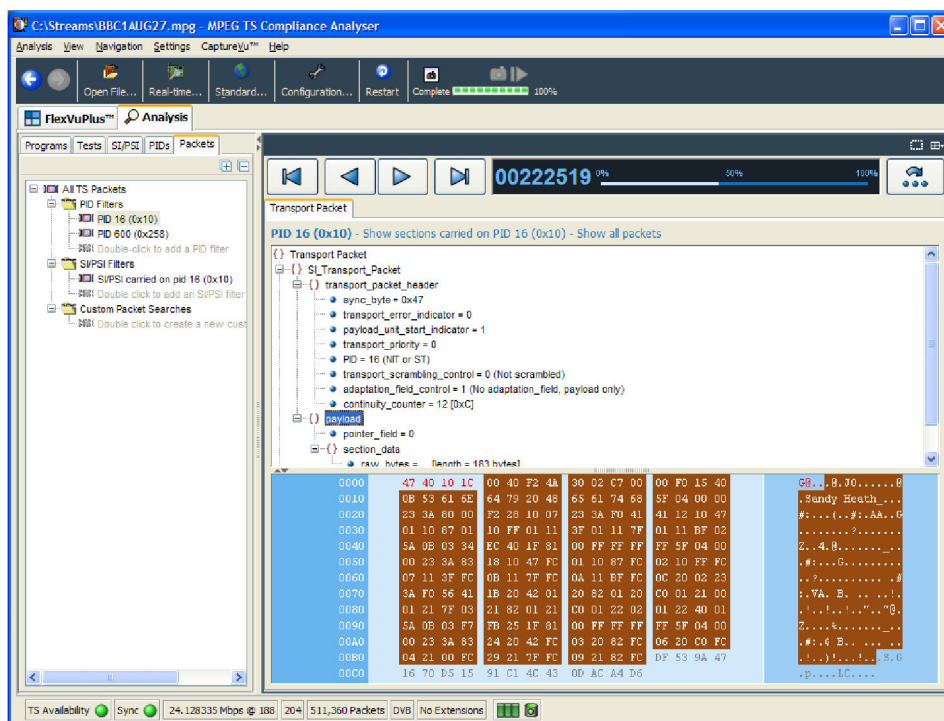 C:\Streams\BBC1AUG27.mpg - MPEG TS Compliance Analyser
Analysis View Navigation Settings CaptureVu™ Help
Open File... Real-time... Standard... Configuration... Restart Complete 100%
FlexVuPlus™ Analysis
Programs Tests SI/PSI PIDs Packets
All TS Packets
PID Filters
PID 16 (0x10)
PID 600 (0x258)
Double-click to add a PID filter
SI/PSI Filters
SI/PSI carried on pid 16 (0x10)
Double click to add an SI/PSI filter
Custom Packet Searches
Double click to create a new cust
00222519 0% 50% 100%
Transport Packet
PID 16 (0x10) - Show sections carried on PID 16 (0x10) - Show all packets
{} Transport Packet
{} SI_Transport_Packet
{} transport_packet_header
sync_byte = 0x47
transport_error_indicator = 0
payload_unit_start_indicator = 1
transport_priority = 0
PID = 16 (NIT or ST)
transport_scrambling_control = 0 (Not scrambled)
adaptation_field_control = 1 (No adaptation_field, payload only)
continuity_counter = 12 [0xC]
{} payload
pointer_field = 0
{} section_data
raw_bytes = ... [length = 183 bytes]
0000 47 40 10 1C 00 40 F2 4A 30 02 C7 00 00 F0 15 40 G@...@.J0......@
0010 0B 53 61 6E 64 79 20 48 65 61 74 68 5F 04 00 00 .Sandy Heath_...
0020 23 3A 80 00 F2 28 10 07 23 3A F0 41 41 12 10 47 #:...(..#:.AA..G
0030 01 10 87 01 10 FF 01 11 3F 01 11 7F 01 11 BF 02 ........?.......
0040 5A 0B 03 34 EC 40 1F 81 00 FF FF FF FF 5F 04 00 Z..4.@......._..
0050 00 23 3A 83 18 10 47 FC 01 10 87 FC 02 10 FF FC .#:...G.........
0060 07 11 3F FC 0B 11 7F FC 0A 11 BF FC 0C 20 02 23 ..?.......... .#
0070 3A F0 56 41 1B 20 42 01 20 82 01 20 C0 01 21 00 :.VA. B. .. ..!.
0080 01 21 7F 03 21 82 01 21 C0 01 22 02 01 22 40 01 .!..!..!..".."@.
0090 5A 0B 03 F7 FB 25 1F 81 00 FF FF FF FF 5F 04 00 Z....%......._..
00A0 00 23 3A 83 24 20 42 FC 03 20 82 FC 06 20 C0 FC .#:.$ B.. ... ..
00B0 04 21 00 FC 29 21 7F FC 09 21 82 FC DF 53 9A 47 .!..)!...!...S.G
00C0 16 70 D5 15 91 C1 4C 43 0D AC A4 D6 .p....LC....
TS Availability Sync 24.128335 Mbps @ 188 204 511,360 Packets DVB No Extensions